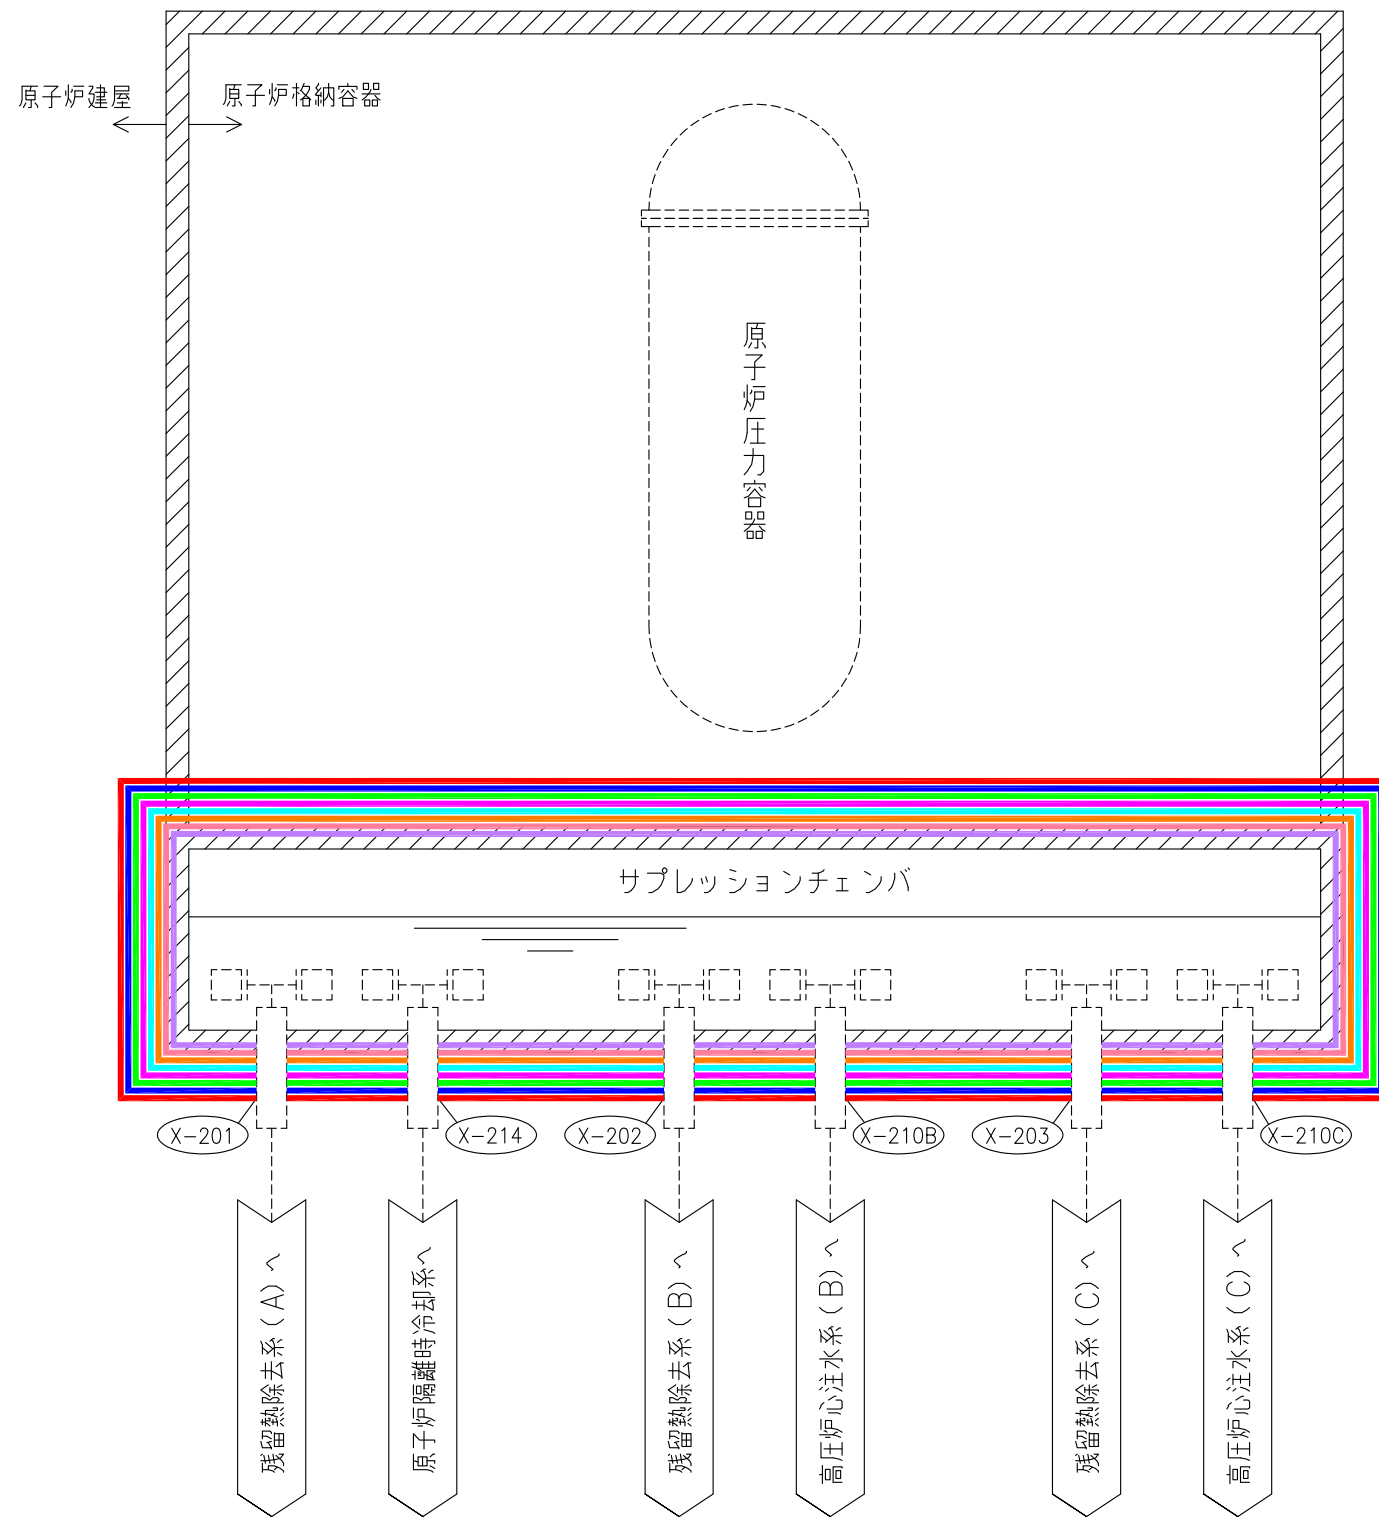 原子炉建屋
原子炉格納容器
原子炉圧力容器
サプレッションチェンバ
X-201
X-214
X-202
X-210B
X-203
X-210C
残留熱除去系(A)へ
原子炉隔離時冷却系へ
残留熱除去系(B)へ
高圧炉心注水系(B)へ
残留熱除去系(C)へ
高圧炉心注水系(C)へ